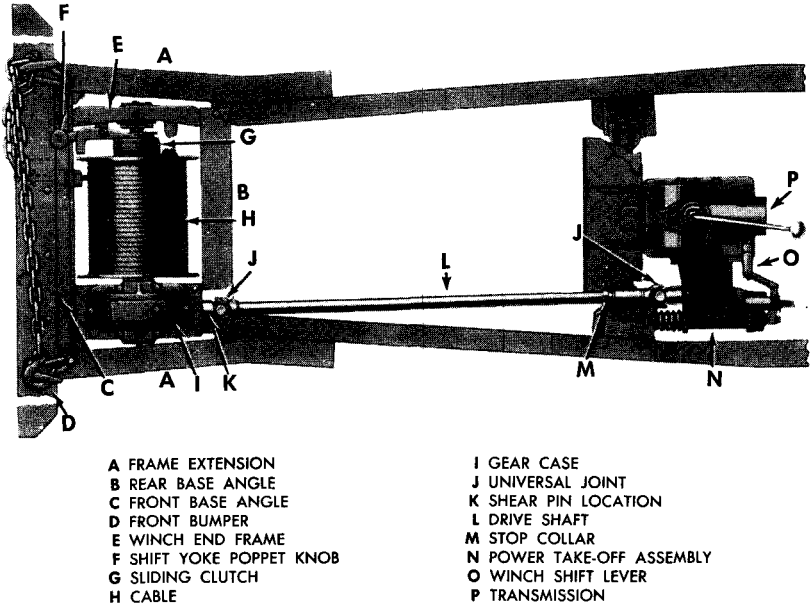 F
E
A
G
P
B
H
J
L
J
O
C
A
I
K
M
N
D
A FRAME EXTENSION
B REAR BASE ANGLE
C FRONT BASE ANGLE
D FRONT BUMPER
E WINCH END FRAME
F SHIFT YOKE POPPET KNOB
G SLIDING CLUTCH
H CABLE
I GEAR CASE
J UNIVERSAL JOINT
K SHEAR PIN LOCATION
L DRIVE SHAFT
M STOP COLLAR
N POWER TAKE-OFF ASSEMBLY
O WINCH SHIFT LEVER
P TRANSMISSION